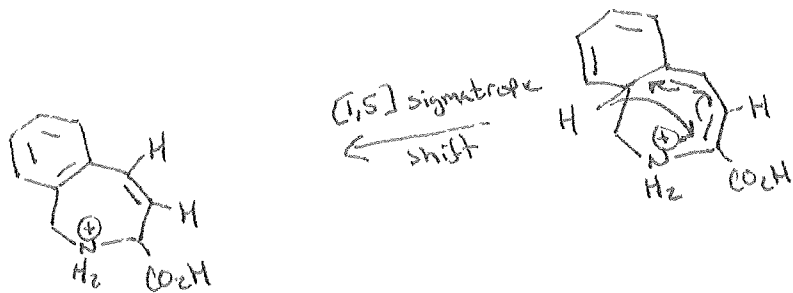 [1,5] sigmatropic
shift
H
H
N
⊕
H₂
CO₂H
H
H
N
⊕
H₂
CO₂H